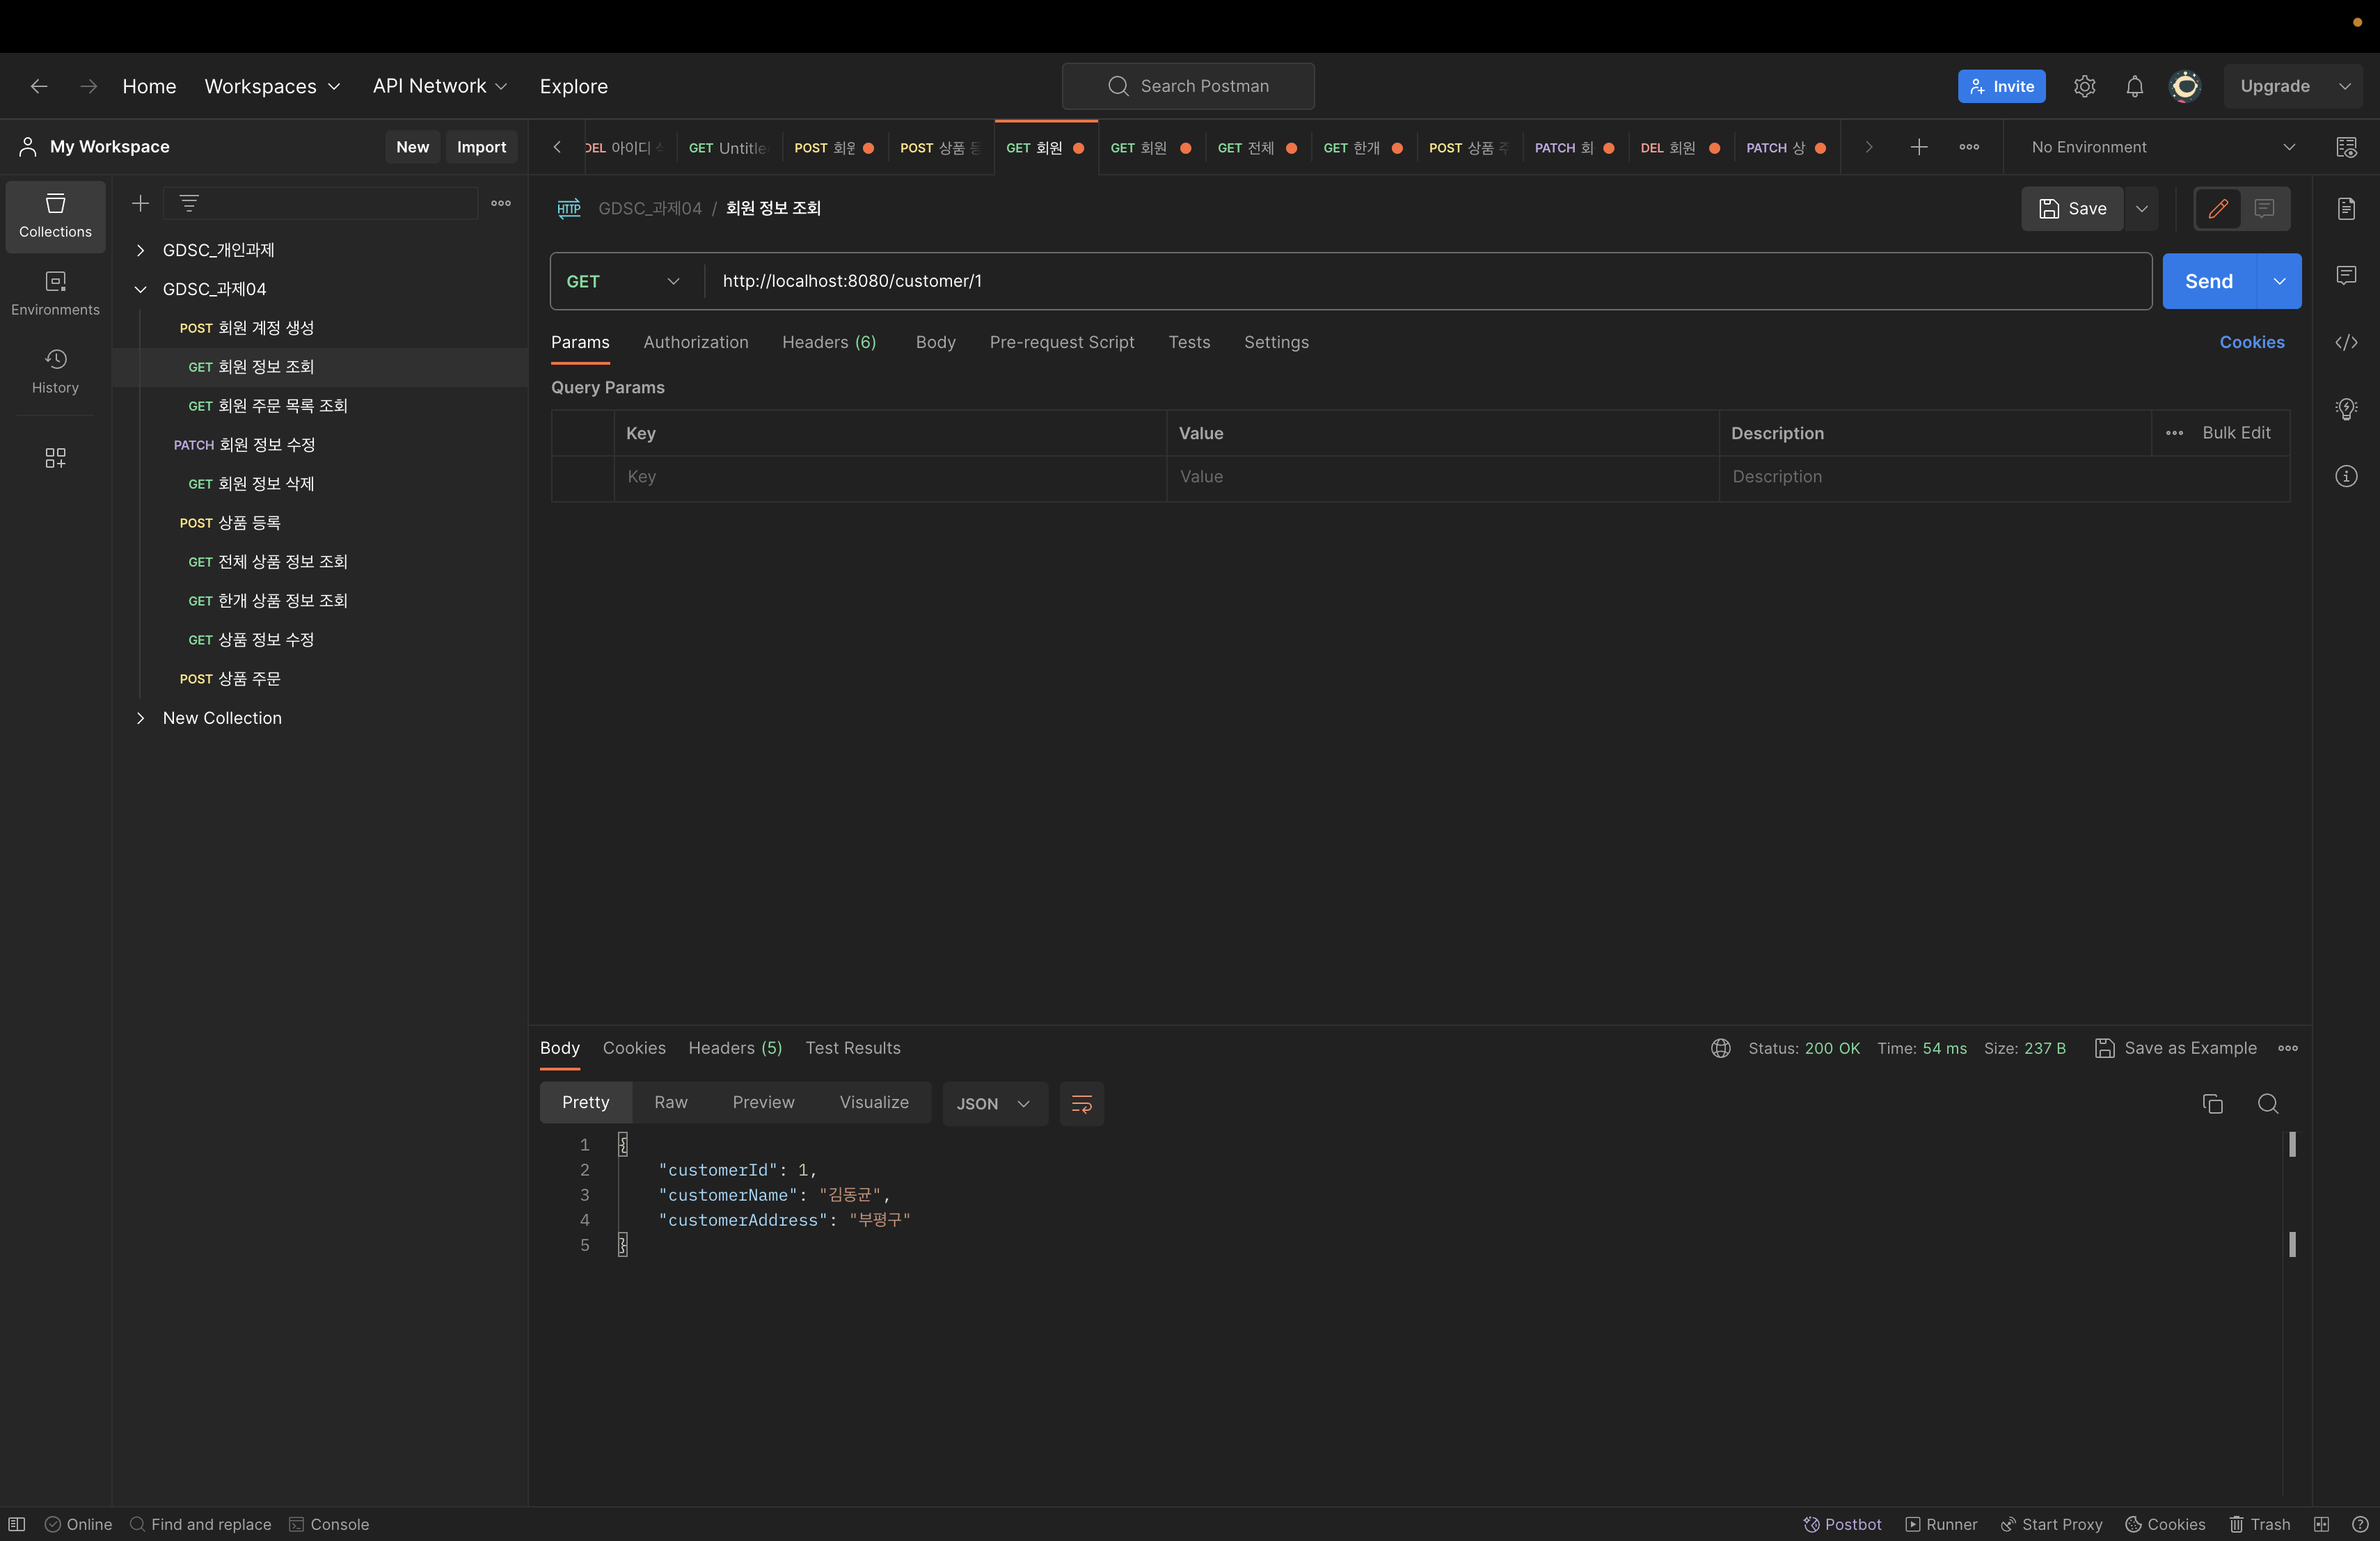 Home Workspaces API Network Explore Search Postman Invite Upgrade
My Workspace New Import
DEL 아이디 GET Untitle POST 회원 POST 상품 GET 회원 GET 회원 GET 전체 GET 한개 POST 상품 PATCH 회 DEL 회원 PATCH 상 No Environment
Collections
Environments
History
GDSC_개인과제
GDSC_과제04
POST 회원 계정 생성
GET 회원 정보 조회
GET 회원 주문 목록 조회
PATCH 회원 정보 수정
GET 회원 정보 삭제
POST 상품 등록
GET 전체 상품 정보 조회
GET 한개 상품 정보 조회
GET 상품 정보 수정
POST 상품 주문
New Collection
HTTP GDSC_과제04 / 회원 정보 조회 Save
GET http://localhost:8080/customer/1 Send
Params Authorization Headers (6) Body Pre-request Script Tests Settings Cookies
Query Params
Key Value Description Bulk Edit
Key Value Description
Body Cookies Headers (5) Test Results Status: 200 OK Time: 54 ms Size: 237 B Save as Example
Pretty Raw Preview Visualize JSON
1 {
2 "customerId": 1,
3 "customerName": "김동균",
4 "customerAddress": "부평구"
5 }
Online Find and replace Console Postbot Runner Start Proxy Cookies Trash